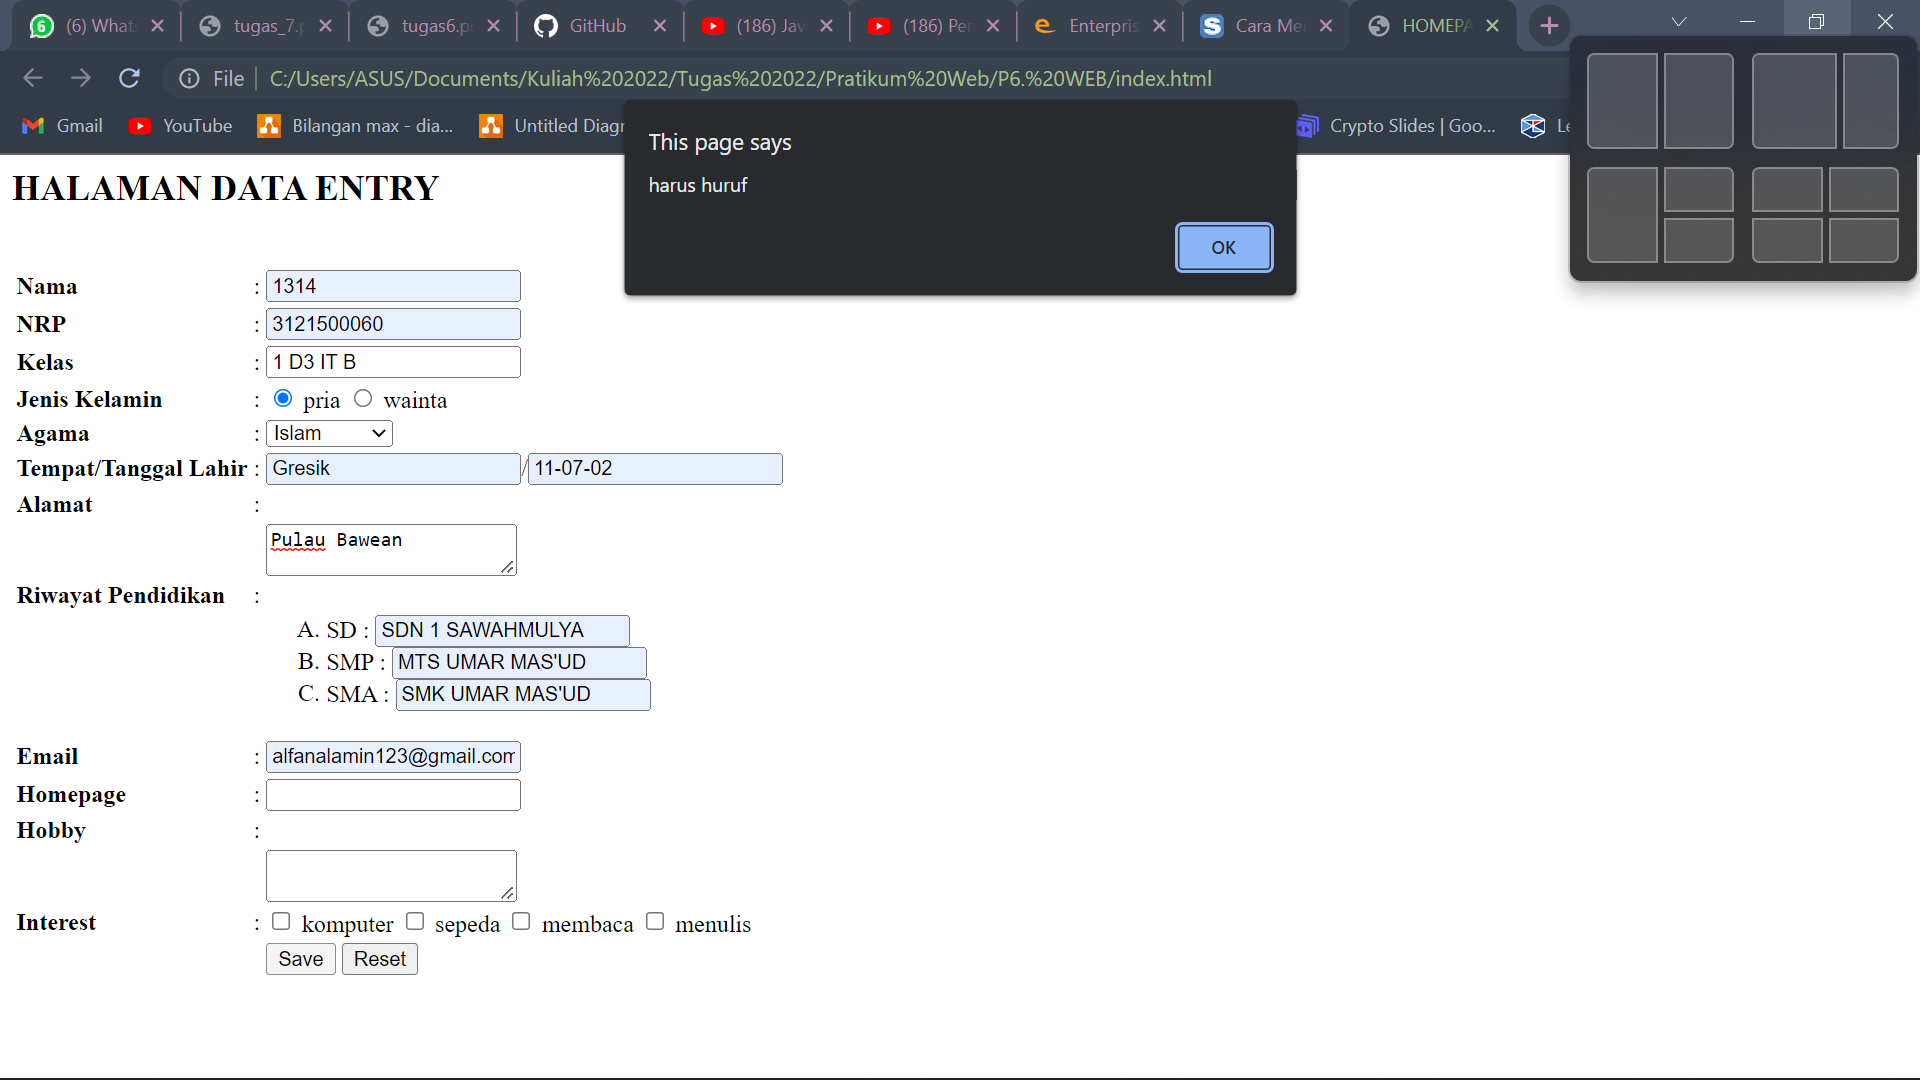 (6) What
tugas_7.p
tugas6.p
GitHub
(186) Jav
(186) Per
Enterpris
Cara Me
HOMEPA
File
C:/Users/ASUS/Documents/Kuliah%202022/Tugas%202022/Pratikum%20Web/P6.%20WEB/index.html
Gmail
YouTube
Bilangan max - dia...
Untitled Diagr
Crypto Slides | Goo...
Le
This page says
harus huruf
OK
HALAMAN DATA ENTRY
Nama : 1314
NRP : 3121500060
Kelas : 1 D3 IT B
Jenis Kelamin : pria wainta
Agama : Islam
Tempat/Tanggal Lahir : Gresik / 11-07-02
Alamat :
Pulau Bawean
Riwayat Pendidikan :
A. SD : SDN 1 SAWAHMULYA
B. SMP : MTS UMAR MAS'UD
C. SMA : SMK UMAR MAS'UD
Email : alfanalamin123@gmail.com
Homepage :
Hobby :
Interest : komputer sepeda membaca menulis
Save Reset